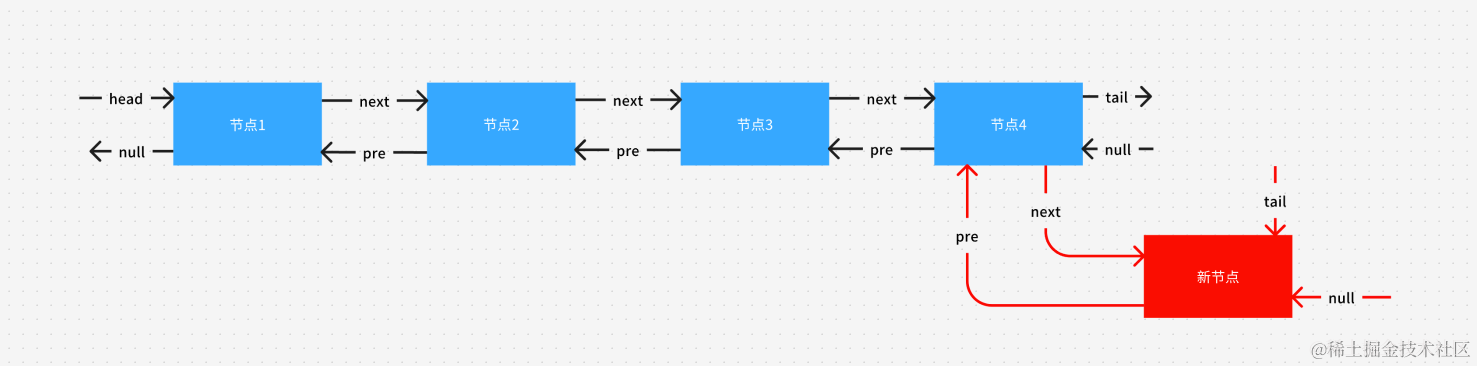 head
节点1
next
节点2
next
节点3
next
节点4
tail
null
pre
pre
pre
null
next
tail
pre
新节点
null
@稀土掘金技术社区